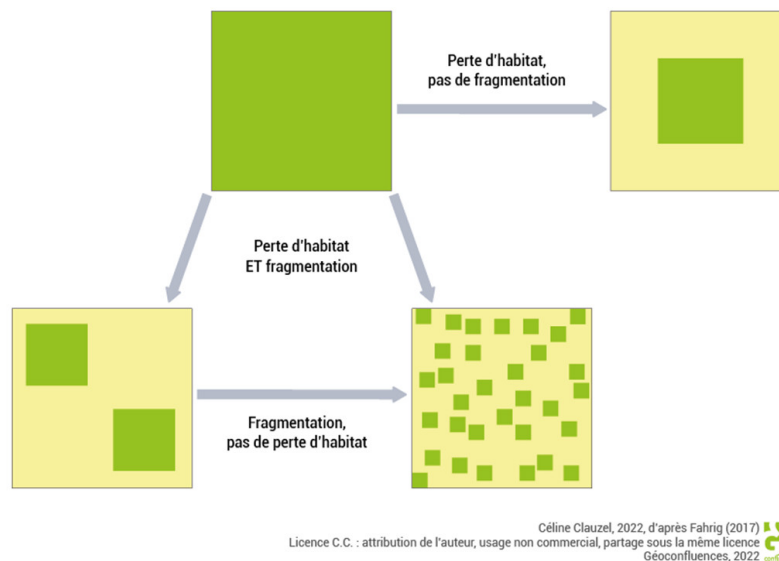 Perte d'habitat,
pas de fragmentation
Perte d'habitat
ET fragmentation
Fragmentation,
pas de perte d'habitat
Céline Clauzel, 2022, d'après Fahrig (2017)
Licence C.C. : attribution de l'auteur, usage non commercial, partage sous la même licence
Géoconfluences, 2022